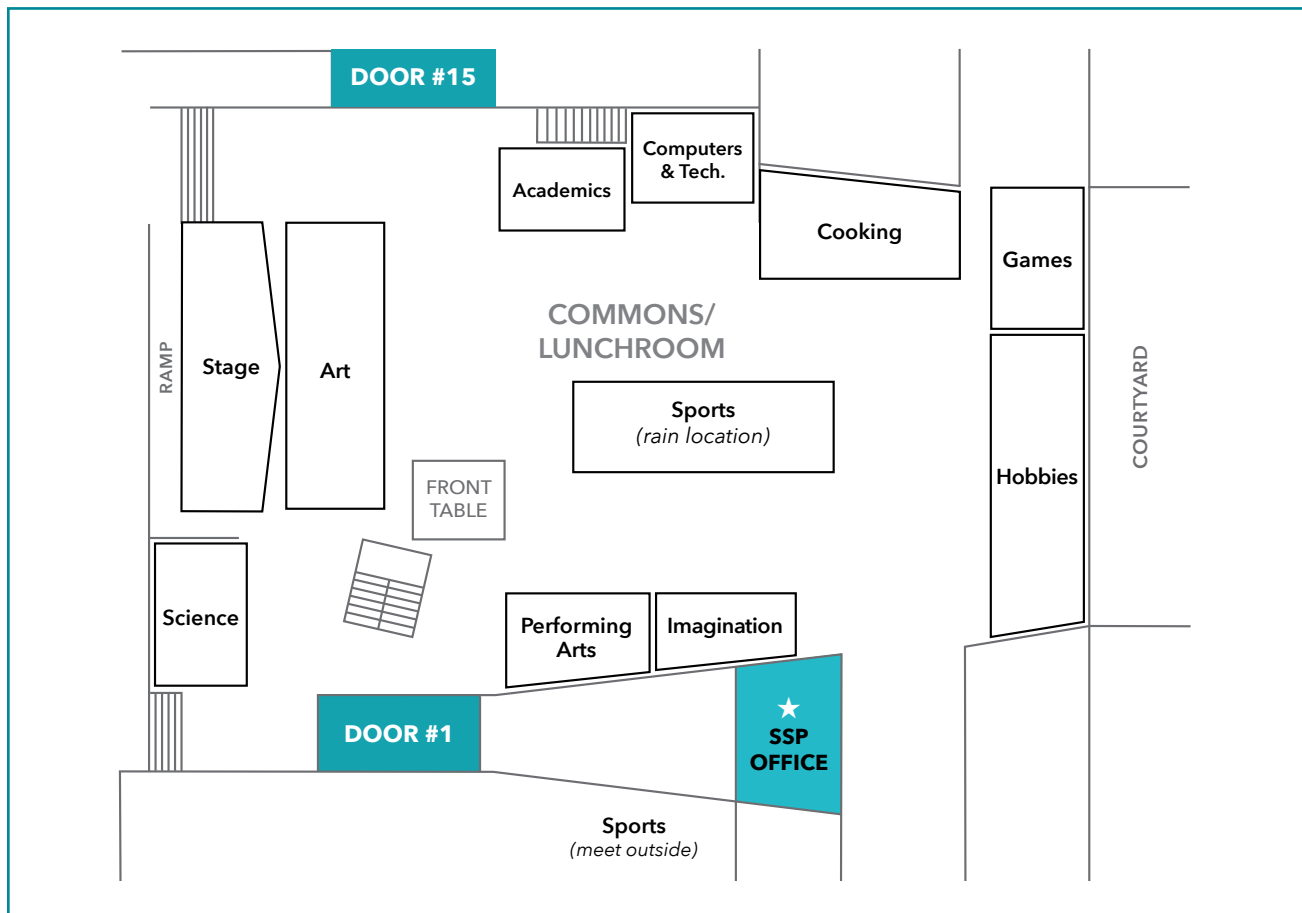 DOOR #15
Computers
& Tech.
Academics
Cooking
Games
COMMONS/
LUNCHROOM
RAMP
Stage
Art
Sports
(rain location)
COURTYARD
Hobbies
FRONT
TABLE
Science
Performing
Arts
Imagination
DOOR #1
SSP
OFFICE
Sports
(meet outside)